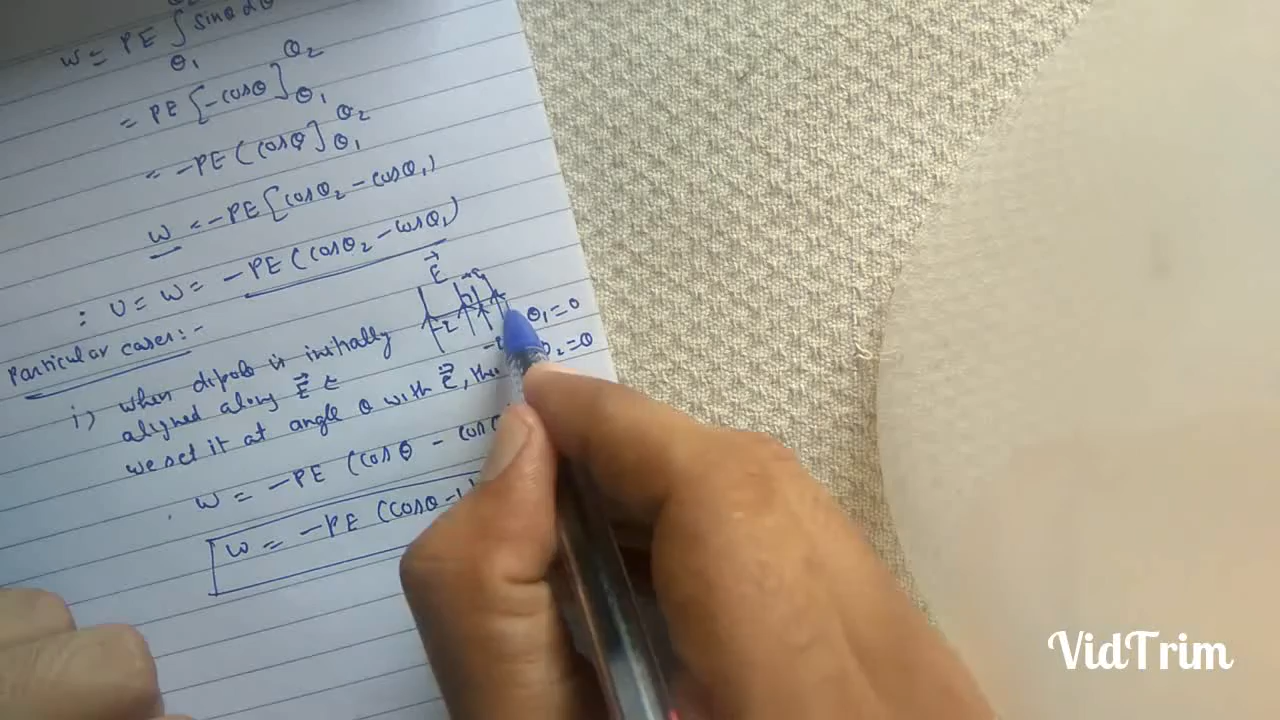 W = PE ∫ sinθ dθ
θ1
= PE [-cosθ] θ2 θ1
= -PE (cosθ] θ2 θ1
W = -PE [cosθ2 - cosθ1)
: U = W = -PE (cosθ2 - cosθ1)
Particular cases:-
E
i) when dipole is initially θ1 = 0
aligned along E & θ2 = θ
we set it at angle θ with E,
W = -PE (cosθ -
W = -PE (cosθ - 1)
VidTrim